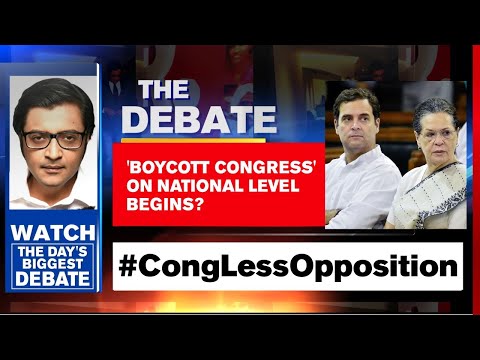 THE
DEBATE
'BOYCOTT CONGRESS'
ON NATIONAL LEVEL
BEGINS?
WATCH
THE DAY'S
BIGGEST
DEBATE
#CongLessOpposition